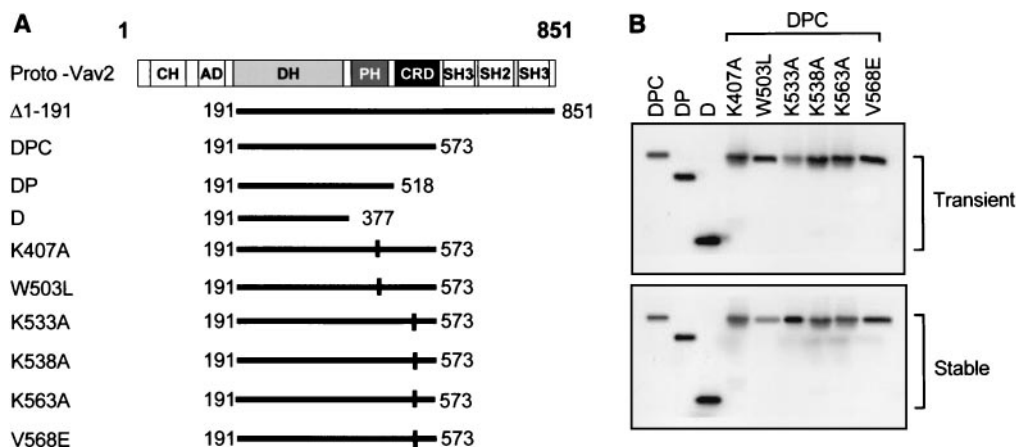 A
1 851
Proto -Vav2 CH AD DH PH CRD SH3 SH2 SH3
Δ1-191 191 851
DPC 191 573
DP 191 518
D 191 377
K407A 191 573
W503L 191 573
K533A 191 573
K538A 191 573
K563A 191 573
V568E 191 573
B
DPC
DPC DP D K407A W503L K533A K538A K563A V568E
Transient
Stable